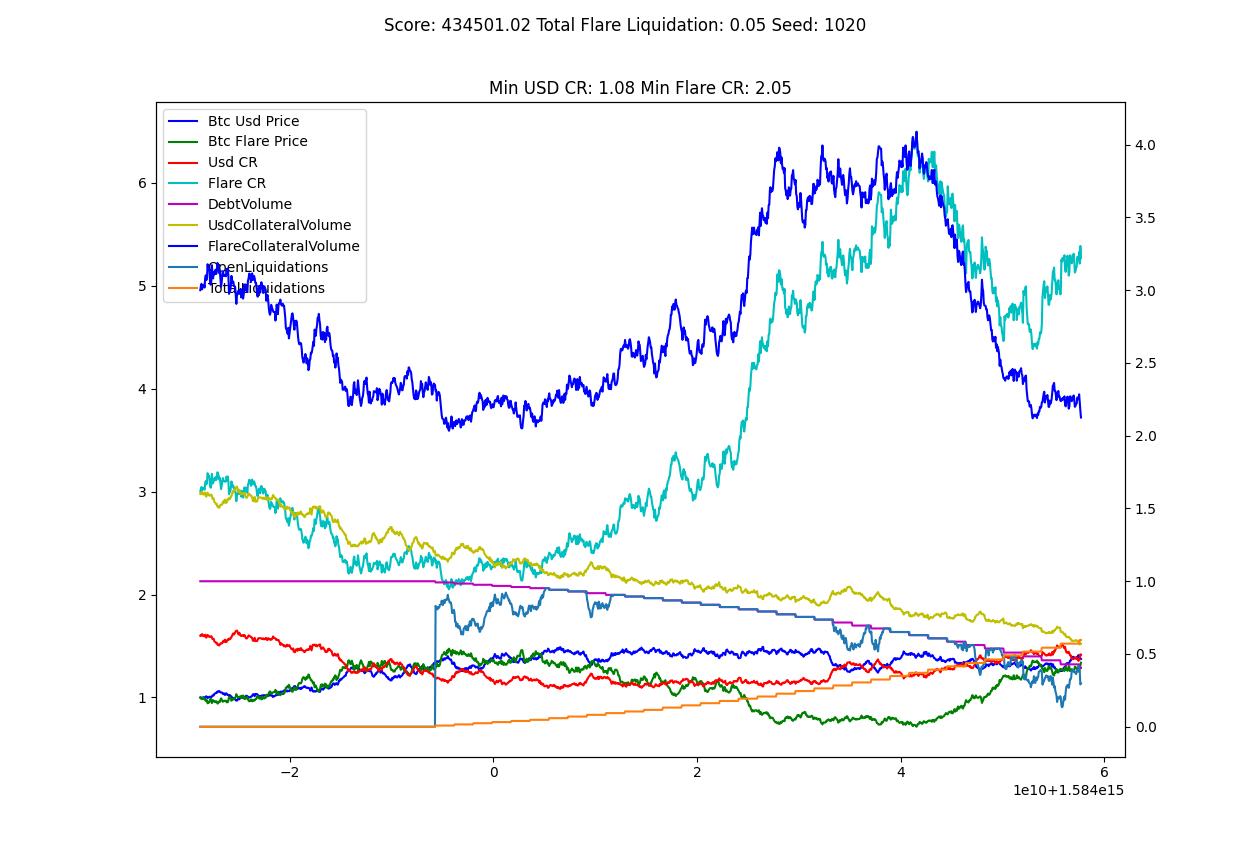 Score: 434501.02 Total Flare Liquidation: 0.05 Seed: 1020
Min USD CR: 1.08 Min Flare CR: 2.05
Btc Usd Price
Btc Flare Price
Usd CR
Flare CR
DebtVolume
UsdCollateralVolume
FlareCollateralVolume
OpenLiquidations
TotalLiquidations
6
5
4
3
2
1
4.0
3.5
3.0
2.5
2.0
1.5
1.0
0.5
0.0
−2
0
2
4
6
1e10+1.584e15